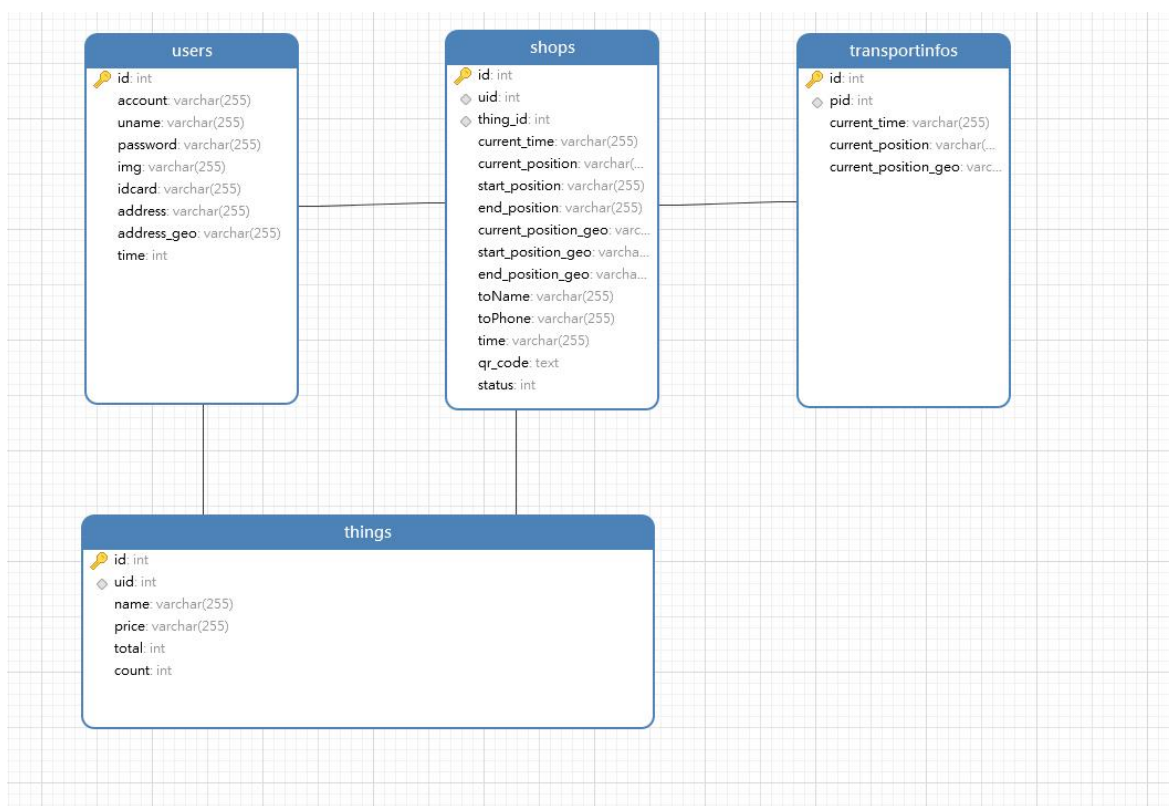 users
id: int
account: varchar(255)
uname: varchar(255)
password: varchar(255)
img: varchar(255)
idcard: varchar(255)
address: varchar(255)
address_geo: varchar(255)
time: int
shops
id: int
uid: int
thing_id: int
current_time: varchar(255)
current_position: varchar(...
start_position: varchar(255)
end_position: varchar(255)
current_position_geo: varc...
start_position_geo: varcha...
end_position_geo: varcha...
toName: varchar(255)
toPhone: varchar(255)
time: varchar(255)
qr_code: text
status: int
transportinfos
id: int
pid: int
current_time: varchar(255)
current_position: varchar(...
current_position_geo: varc...
things
id: int
uid: int
name: varchar(255)
price: varchar(255)
total: int
count: int